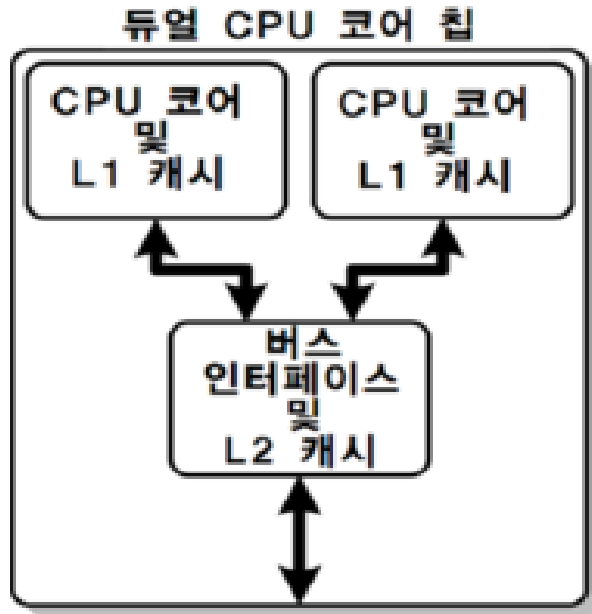 듀얼 CPU 코어 칩
CPU 코어
및
L1 캐시
CPU 코어
및
L1 캐시
버스
인터페이스
및
L2 캐시